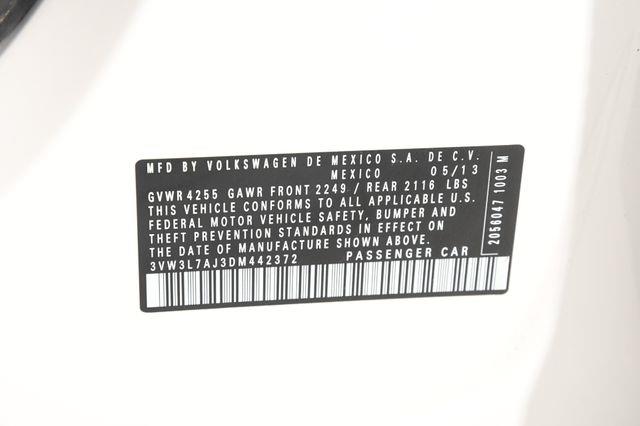 MFD BY VOLKSWAGEN DE MEXICO S.A. DE C.V.
MEXICO 05/13
GVWR 4255 GAWR FRONT 2249 / REAR 2116 LBS
THIS VEHICLE CONFORMS TO ALL APPLICABLE U.S.
FEDERAL MOTOR VEHICLE SAFETY, BUMPER AND
THEFT PREVENTION STANDARDS IN EFFECT ON
THE DATE OF MANUFACTURE SHOWN ABOVE.
3VW3L7AJ3DM442372 PASSENGER CAR
2056047 1003 M